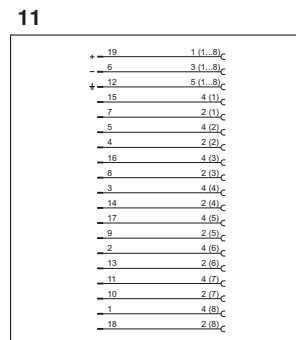 11
+ 19 1 (1...8)
– 6 3 (1...8)
⏚ 12 5 (1...8)
15 4 (1)
7 2 (1)
5 4 (2)
4 2 (2)
16 4 (3)
8 2 (3)
3 4 (4)
14 2 (4)
17 4 (5)
9 2 (5)
2 4 (6)
13 2 (6)
11 4 (7)
10 2 (7)
1 4 (8)
18 2 (8)